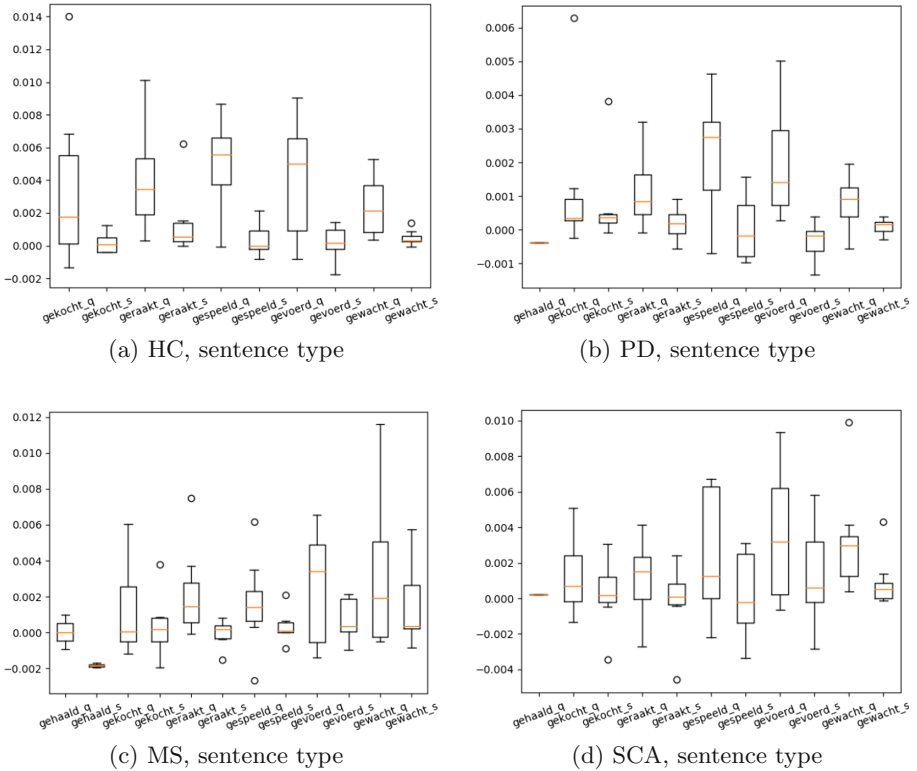 0.014
0.012
0.010
0.008
0.006
0.004
0.002
0.000
−0.002
gekocht_q
gekocht_s
geraakt_q
geraakt_s
gespeeld_q
gespeeld_s
gevoerd_q
gevoerd_s
gewacht_q
gewacht_s
(a) HC, sentence type
0.006
0.005
0.004
0.003
0.002
0.001
0.000
−0.001
gehaald_q
gekocht_q
gekocht_s
geraakt_q
geraakt_s
gespeeld_q
gespeeld_s
gevoerd_q
gevoerd_s
gewacht_q
gewacht_s
(b) PD, sentence type
0.012
0.010
0.008
0.006
0.004
0.002
0.000
−0.002
gehaald_q
gehaald_s
gekocht_q
gekocht_s
geraakt_q
geraakt_s
gespeeld_q
gespeeld_s
gevoerd_q
gevoerd_s
gewacht_q
gewacht_s
(c) MS, sentence type
0.010
0.008
0.006
0.004
0.002
0.000
−0.002
−0.004
gehaald_q
gekocht_q
gekocht_s
geraakt_q
geraakt_s
gespeeld_q
gespeeld_s
gevoerd_q
gevoerd_s
gewacht_q
gewacht_s
(d) SCA, sentence type